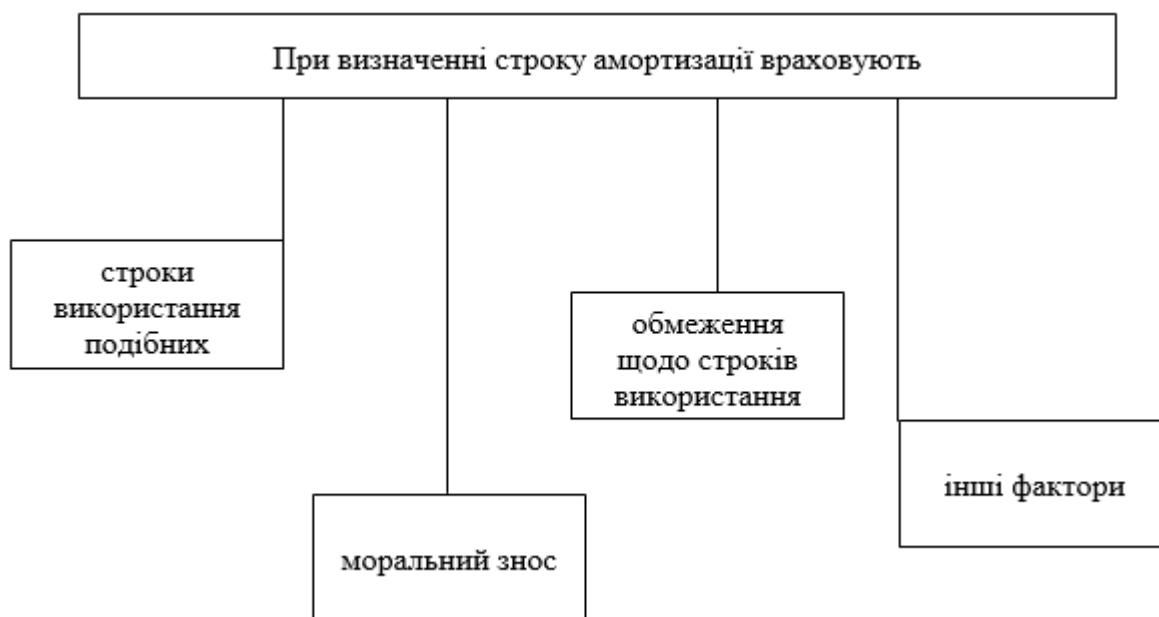 При визначенні строку амортизації враховують
строки
використання
подібних
обмеження
щодо строків
використання
інші фактори
моральний знос